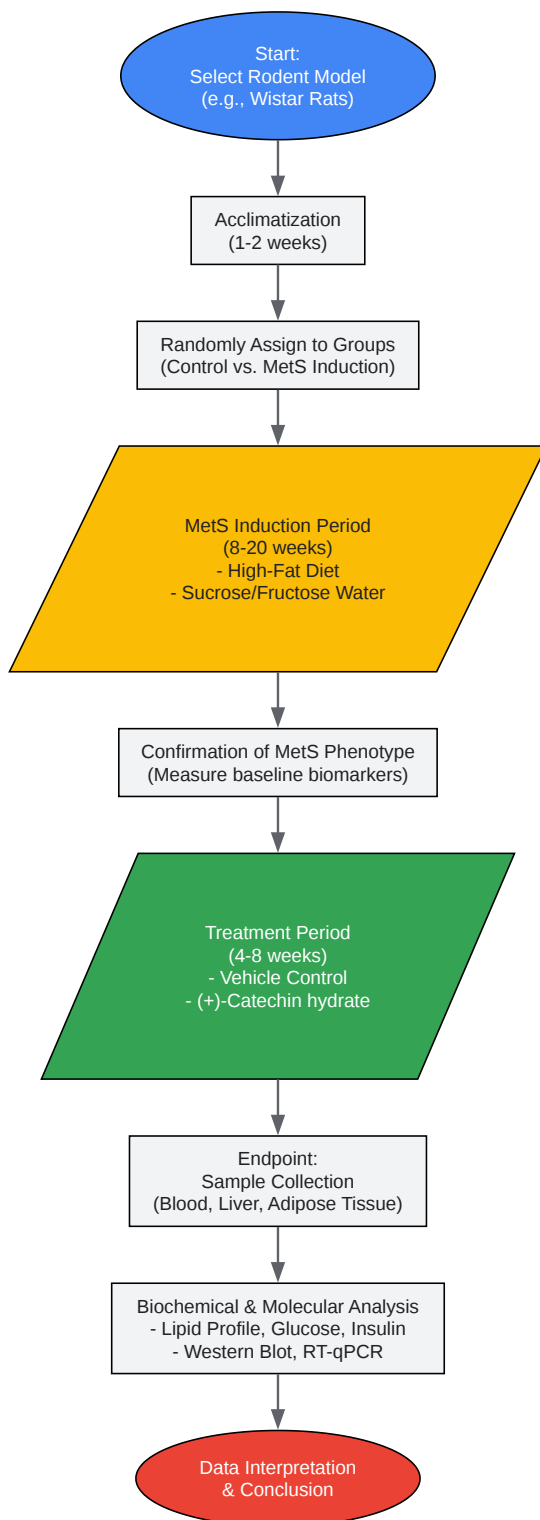 Start:
Select Rodent Model
(e.g., Wistar Rats)
Acclimatization
(1-2 weeks)
Randomly Assign to Groups
(Control vs. MetS Induction)
MetS Induction Period
(8-20 weeks)
- High-Fat Diet
- Sucrose/Fructose Water
Confirmation of MetS Phenotype
(Measure baseline biomarkers)
Treatment Period
(4-8 weeks)
- Vehicle Control
- (+)-Catechin hydrate
Endpoint:
Sample Collection
(Blood, Liver, Adipose Tissue)
Biochemical & Molecular Analysis
- Lipid Profile, Glucose, Insulin
- Western Blot, RT-qPCR
Data Interpretation
& Conclusion